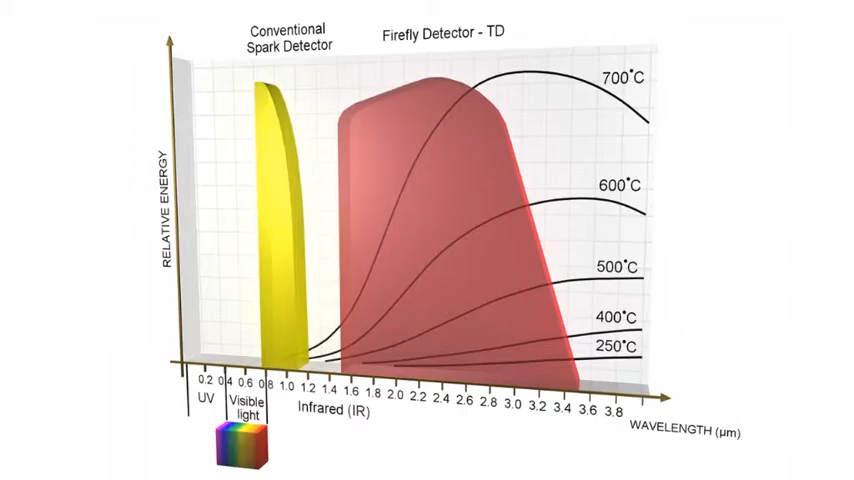 Conventional
Spark Detector
Firefly Detector - TD
700°C
600°C
500°C
400°C
250°C
RELATIVE ENERGY
0.2 0.4 0.6 0.8 1.0 1.2 1.4 1.6 1.8 2.0 2.2 2.4 2.6 2.8 3.0 3.2 3.4 3.6 3.8
UV
Visible
light
Infrared (IR)
WAVELENGTH (µm)